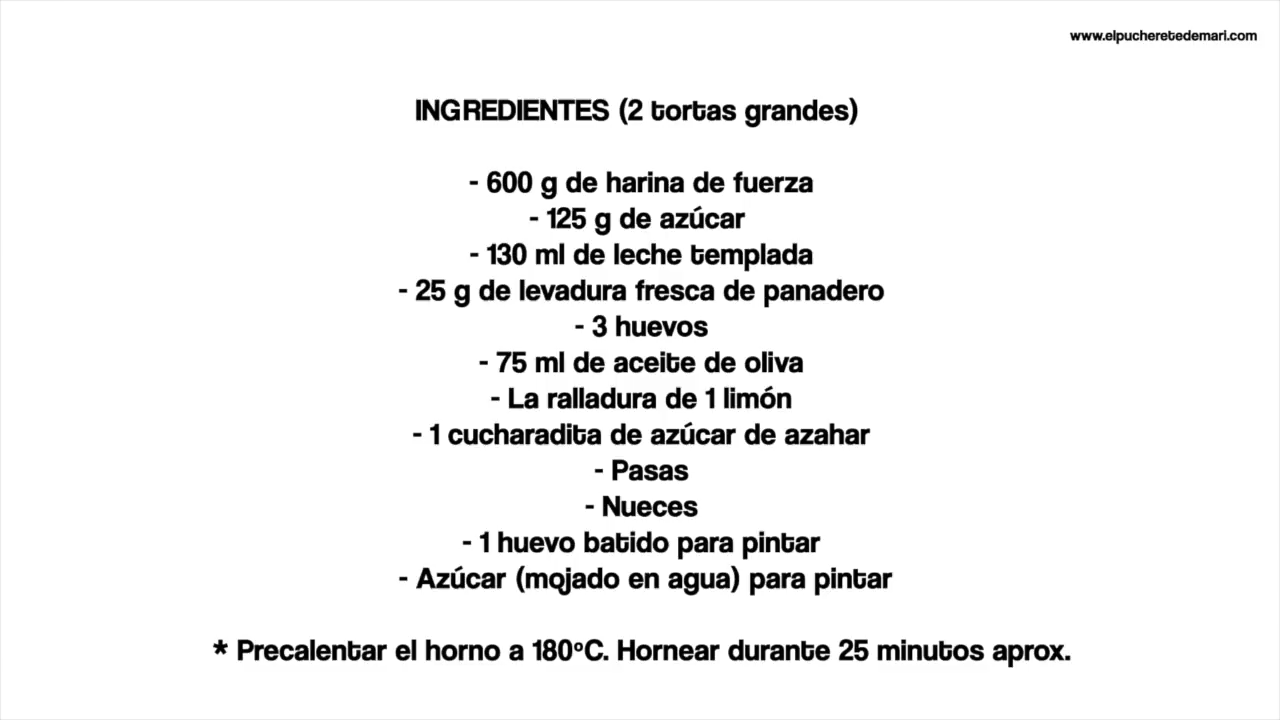 www.elpucheretedemari.com
INGREDIENTES (2 tortas grandes)
- 600 g de harina de fuerza
- 125 g de azúcar
- 130 ml de leche templada
- 25 g de levadura fresca de panadero
- 3 huevos
- 75 ml de aceite de oliva
- La ralladura de 1 limón
- 1 cucharadita de azúcar de azahar
- Pasas
- Nueces
- 1 huevo batido para pintar
- Azúcar (mojado en agua) para pintar
* Precalentar el horno a 180ºC. Hornear durante 25 minutos aprox.